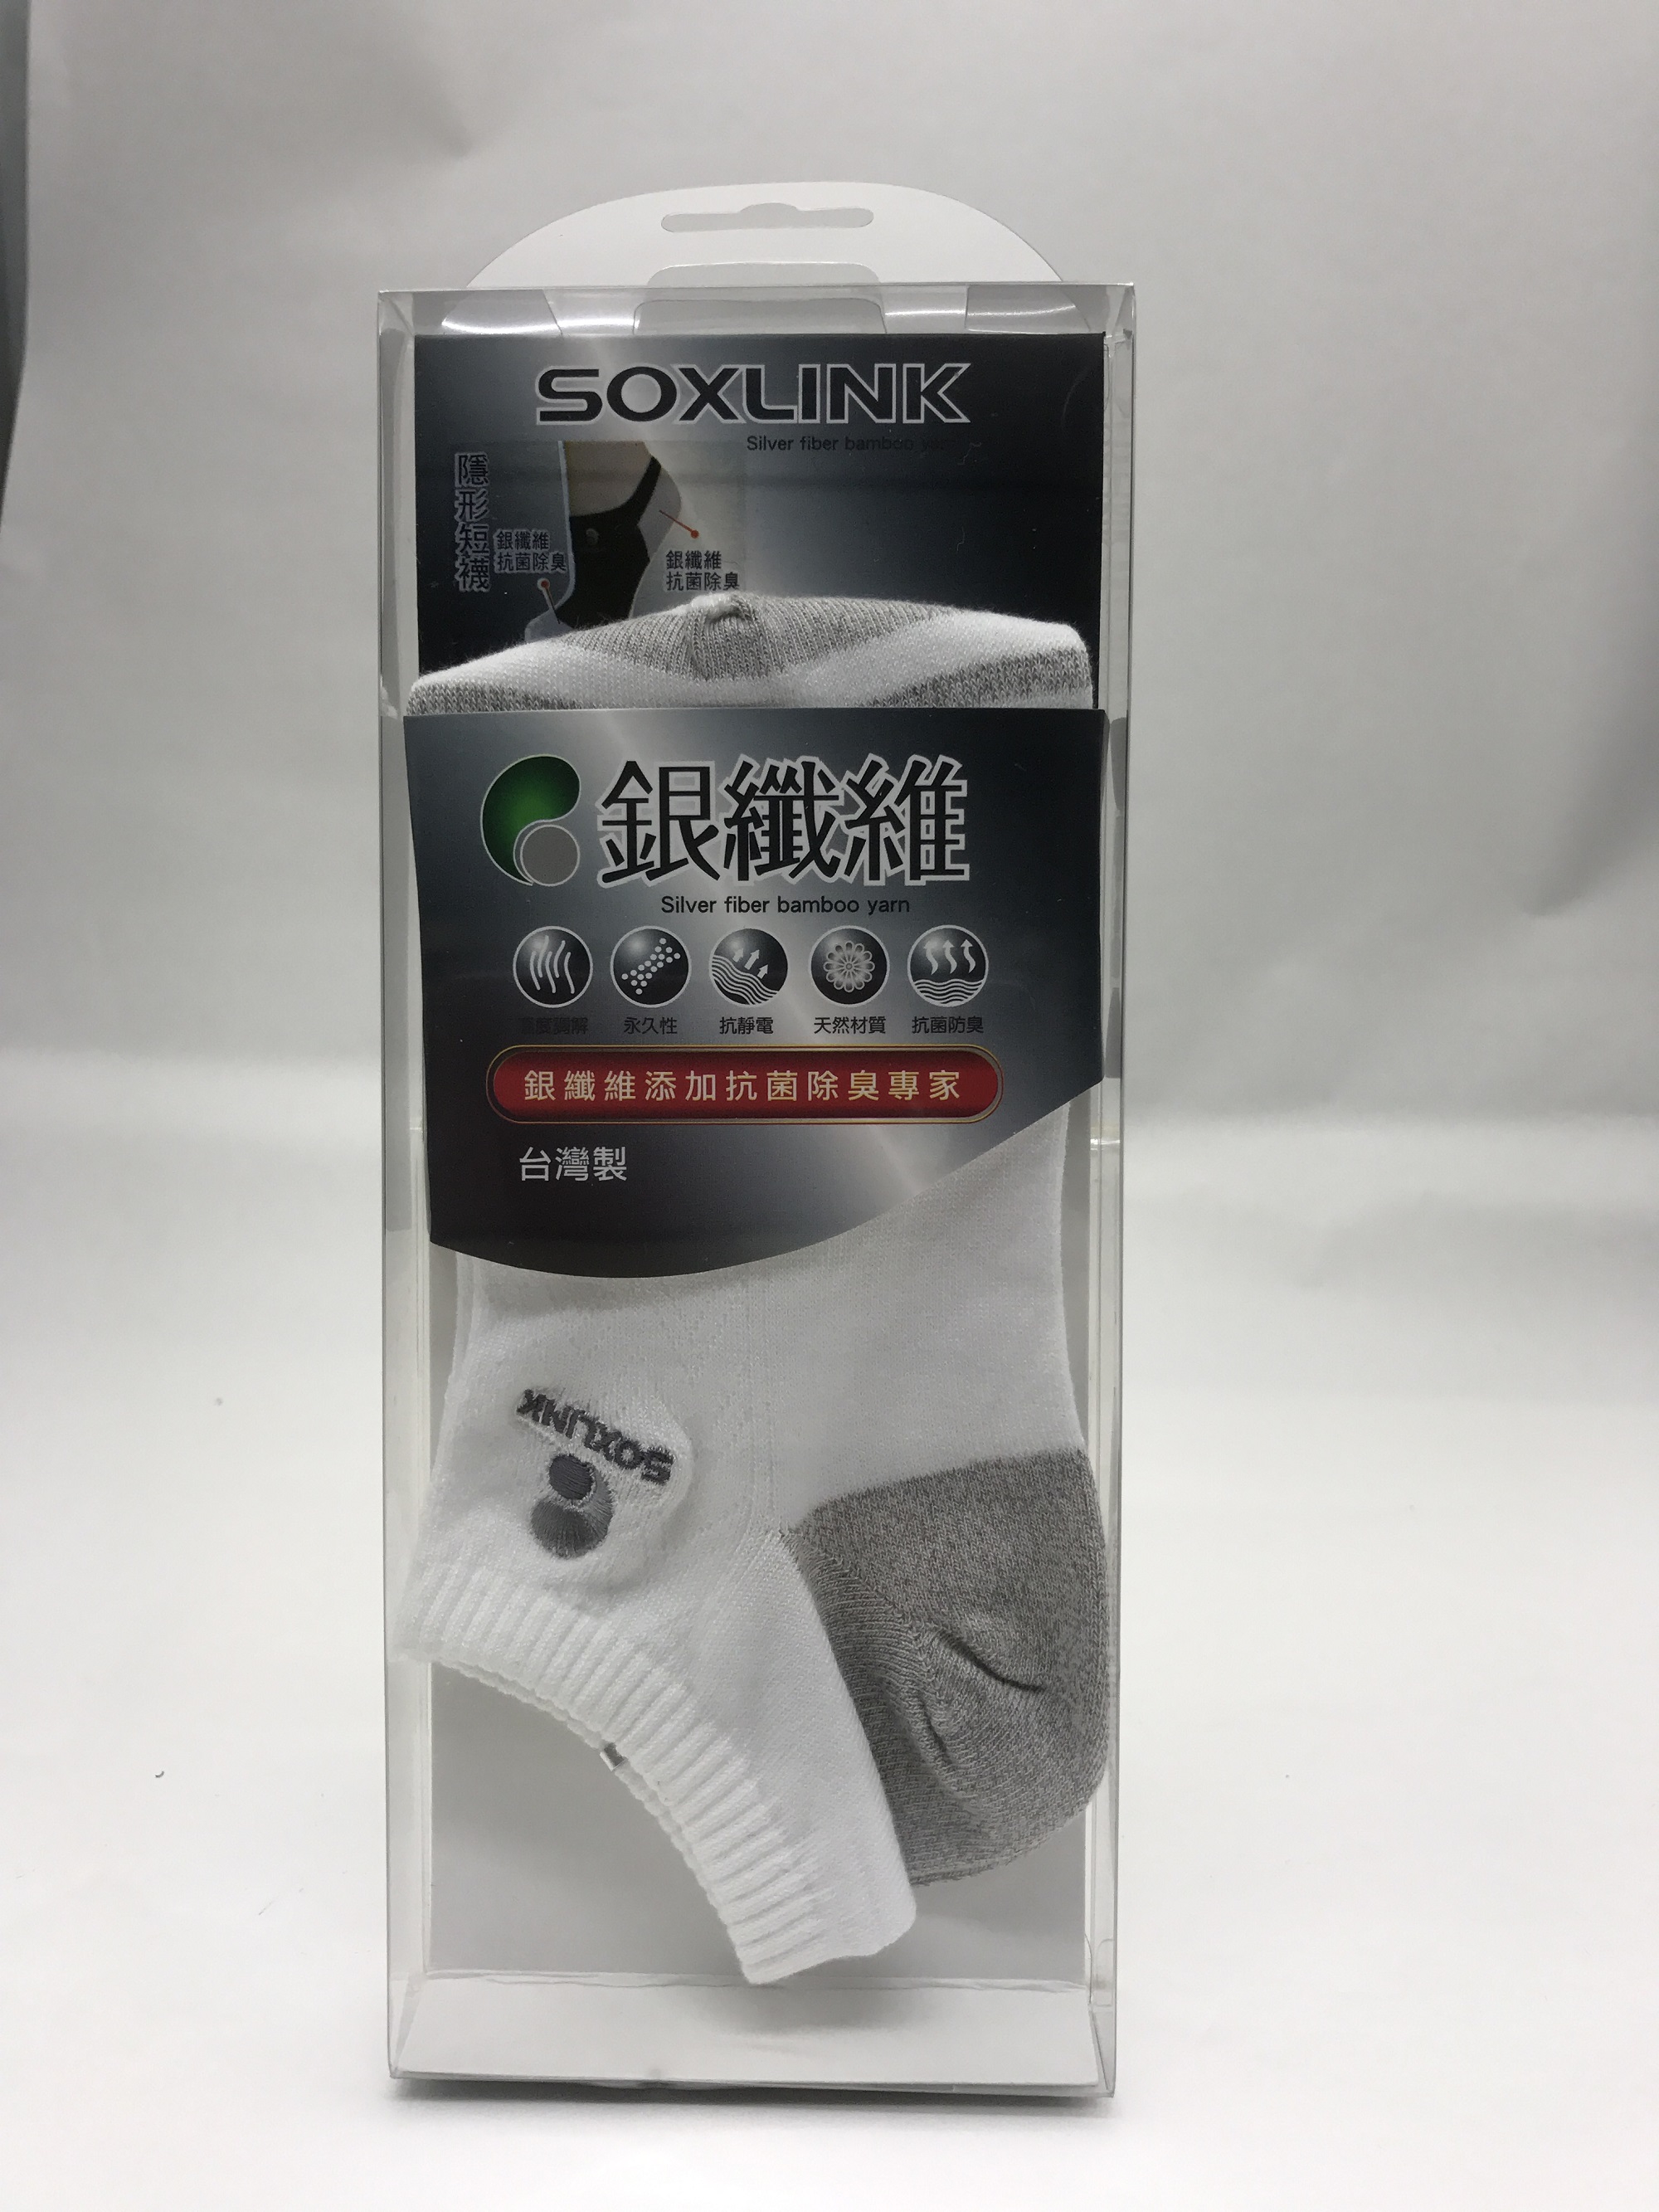 SOXLINK
Silver fiber bamboo yarn
隱形短襪
銀纖維
抗菌除臭
銀纖維
抗菌除臭
銀纖維
Silver fiber bamboo yarn
永久性 抗靜電 天然材質 抗菌防臭
銀纖維添加抗菌除臭專家
台灣製
SOXLINK